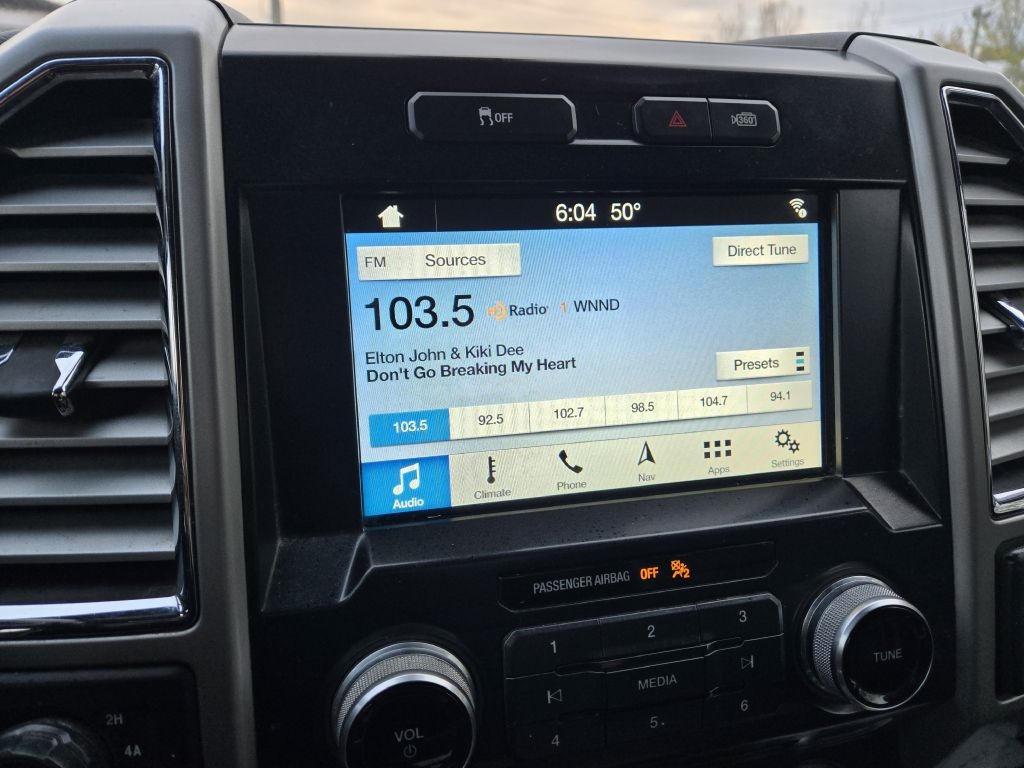 OFF
360°
6:04 50°
FM Sources
Direct Tune
103.5 HD Radio 1 WNND
Elton John & Kiki Dee
Don't Go Breaking My Heart
Presets
103.5 92.5 102.7 98.5 104.7 94.1
Audio Climate Phone Nav Apps Settings
PASSENGER AIRBAG OFF 2
1 2 3
MEDIA
4 5 6
VOL
TUNE
2H
4A